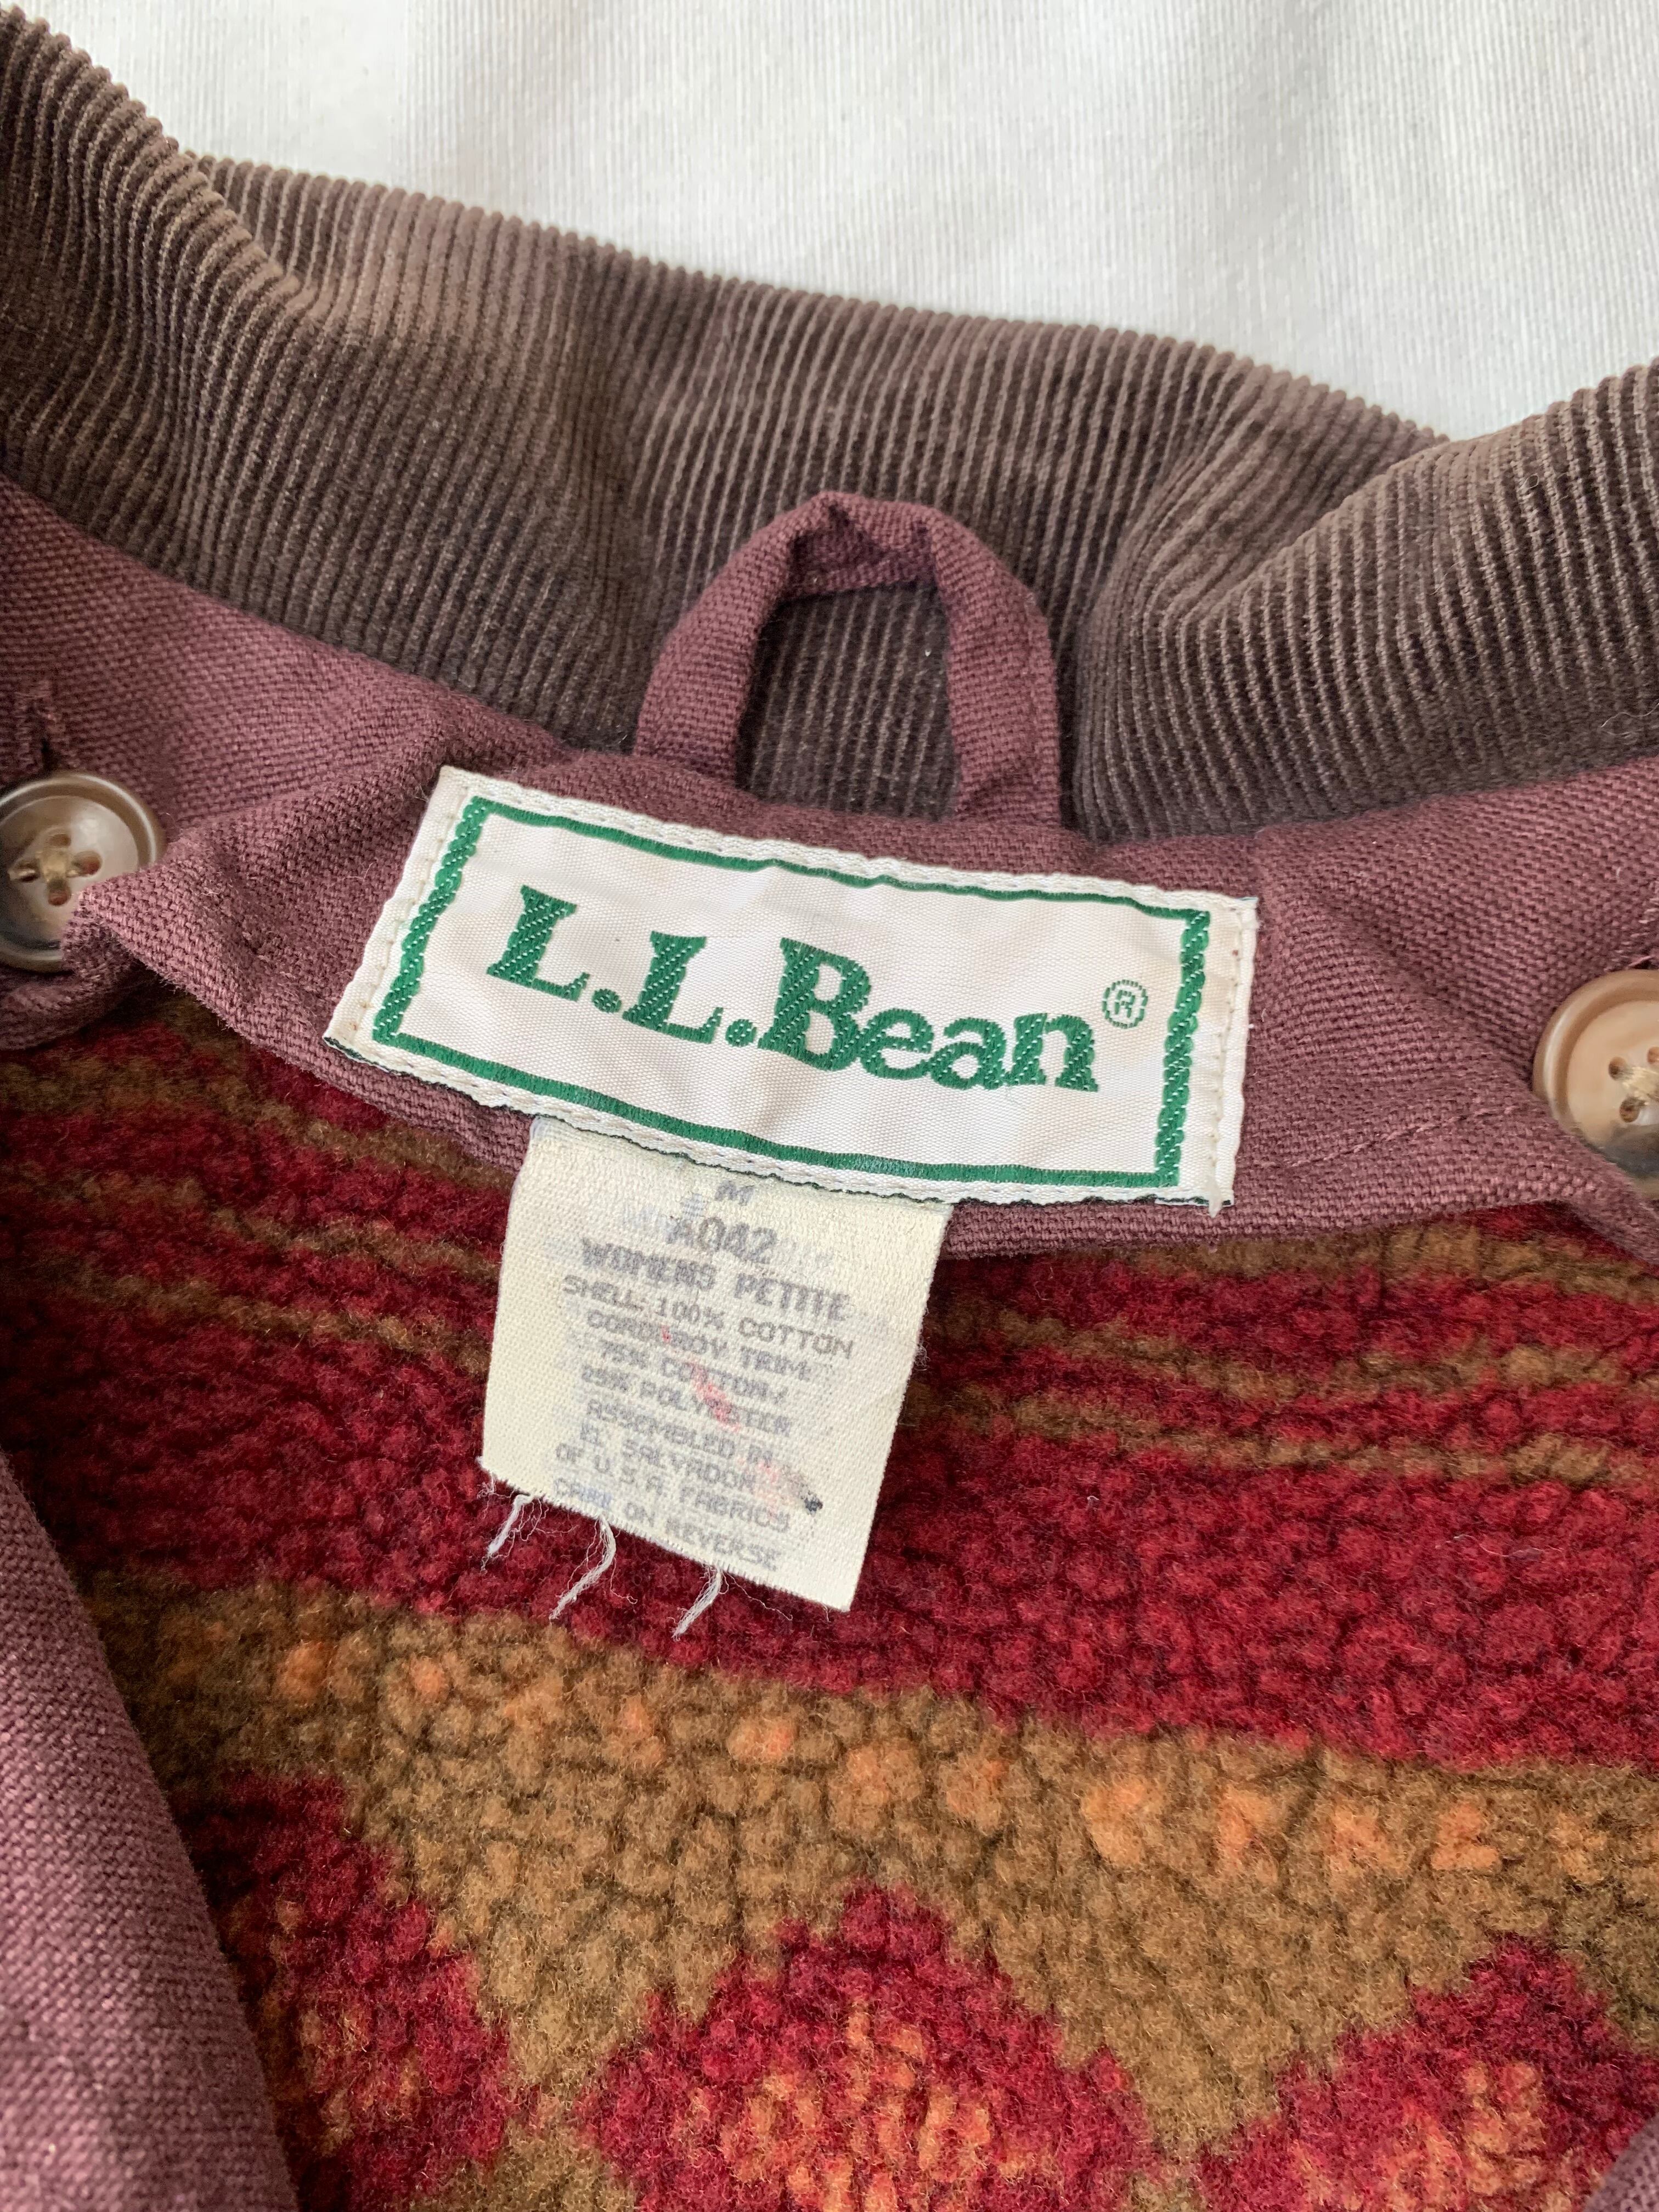 L.L.Bean®
M
A042
WOMENS PETITE
SHELL: 100% COTTON
CORDUROY TRIM:
75% COTTON/
25% POLYESTER
ASSEMBLED IN
EL SALVADOR
OF U.S.A. FABRICS
CARE ON REVERSE